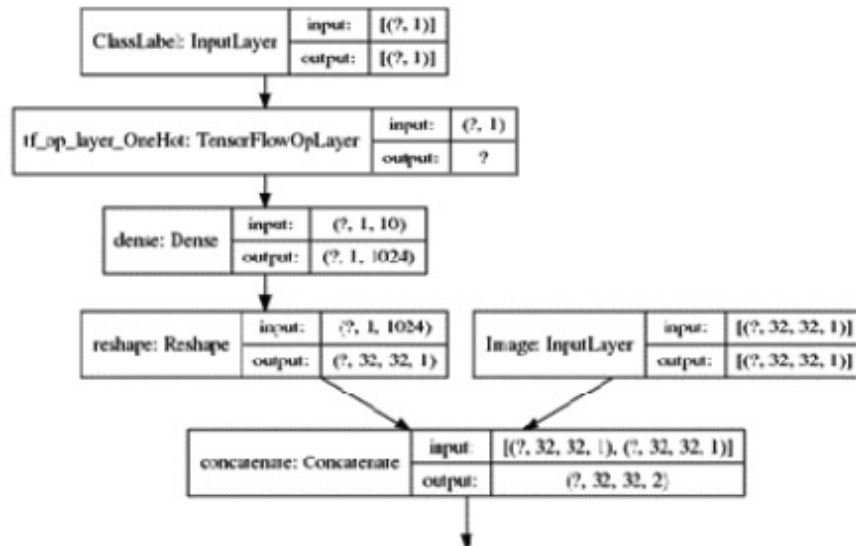 ClassLabel: InputLayer
input: [(?, 1)]
output: [(?, 1)]
tf_op_layer_OneHot: TensorFlowOpLayer
input: (?, 1)
output: ?
dense: Dense
input: (?, 1, 10)
output: (?, 1, 1024)
reshape: Reshape
input: (?, 1, 1024)
output: (?, 32, 32, 1)
Image: InputLayer
input: [(?, 32, 32, 1)]
output: [(?, 32, 32, 1)]
concatenate: Concatenate
input: [(?, 32, 32, 1), (?, 32, 32, 1)]
output: (?, 32, 32, 2)